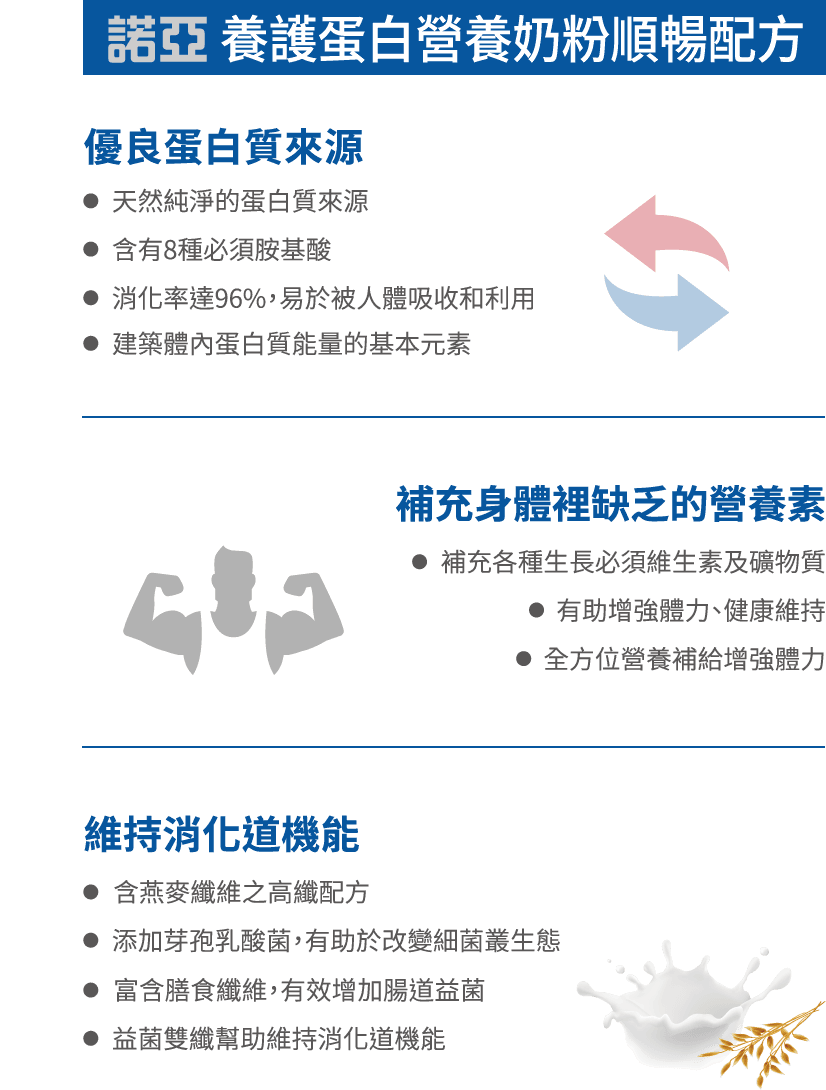 諾亞 養護蛋白營養奶粉順暢配方
優良蛋白質來源
● 天然純淨的蛋白質來源
● 含有8種必須胺基酸
● 消化率達96%，易於被人體吸收和利用
● 建築體內蛋白質能量的基本元素
補充身體裡缺乏的營養素
● 補充各種生長必須維生素及礦物質
● 有助增強體力、健康維持
● 全方位營養補給增強體力
維持消化道機能
● 含燕麥纖維之高纖配方
● 添加芽孢乳酸菌，有助於改變細菌叢生態
● 富含膳食纖維，有效增加腸道益菌
● 益菌雙纖幫助維持消化道機能